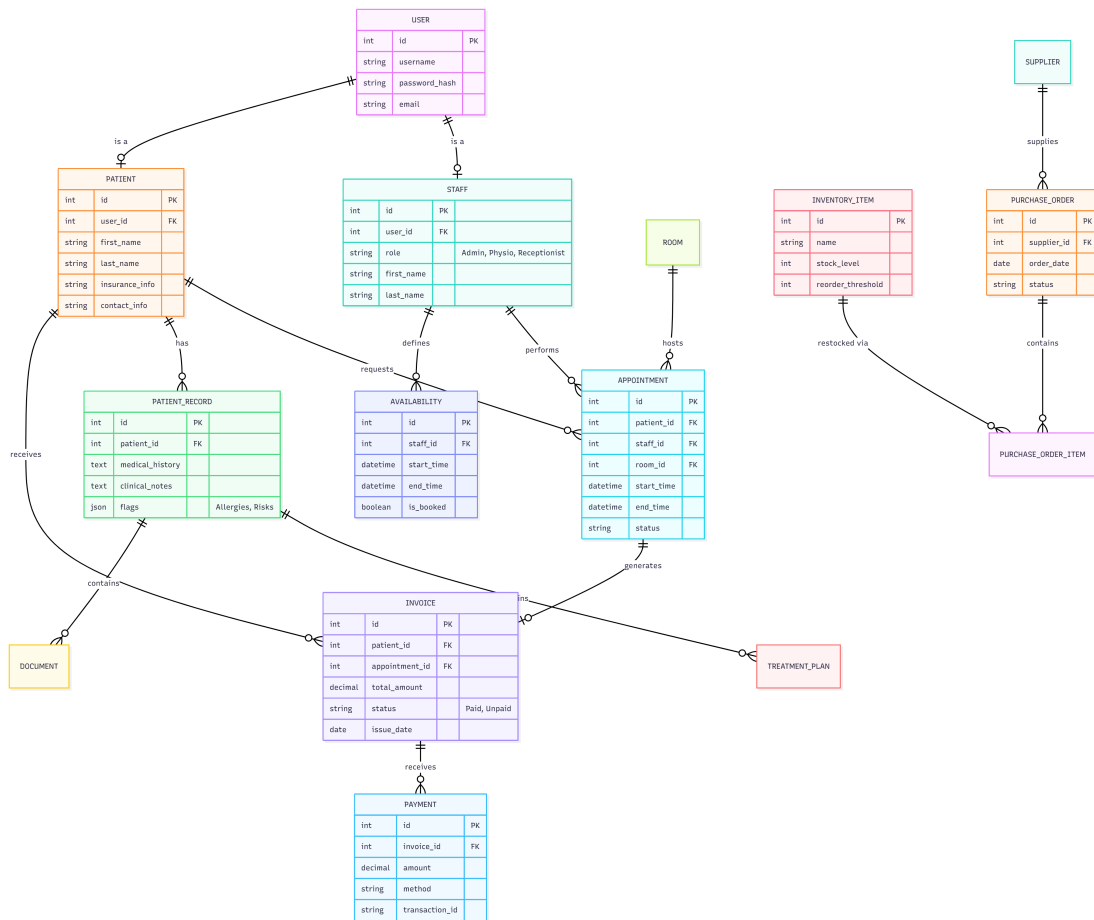 USER
int id PK
string username
string password_hash
string email
SUPPLIER
is a
is a
supplies
PATIENT
int id PK
int user_id FK
string first_name
string last_name
string insurance_info
string contact_info
STAFF
int id PK
int user_id FK
string role Admin, Physio, Receptionist
string first_name
string last_name
ROOM
INVENTORY_ITEM
int id PK
string name
int stock_level
int reorder_threshold
PURCHASE_ORDER
int id PK
int supplier_id FK
date order_date
string status
has
defines
performs
hosts
restocked via
contains
requests
PATIENT_RECORD
int id PK
int patient_id FK
text medical_history
text clinical_notes
json flags Allergies, Risks
AVAILABILITY
int id PK
int staff_id FK
datetime start_time
datetime end_time
boolean is_booked
APPOINTMENT
int id PK
int patient_id FK
int staff_id FK
int room_id FK
datetime start_time
datetime end_time
string status
receives
PURCHASE_ORDER_ITEM
generates
contains
ins
INVOICE
int id PK
int patient_id FK
int appointment_id FK
decimal total_amount
string status Paid, Unpaid
date issue_date
DOCUMENT
TREATMENT_PLAN
receives
PAYMENT
int id PK
int invoice_id FK
decimal amount
string method
string transaction_id